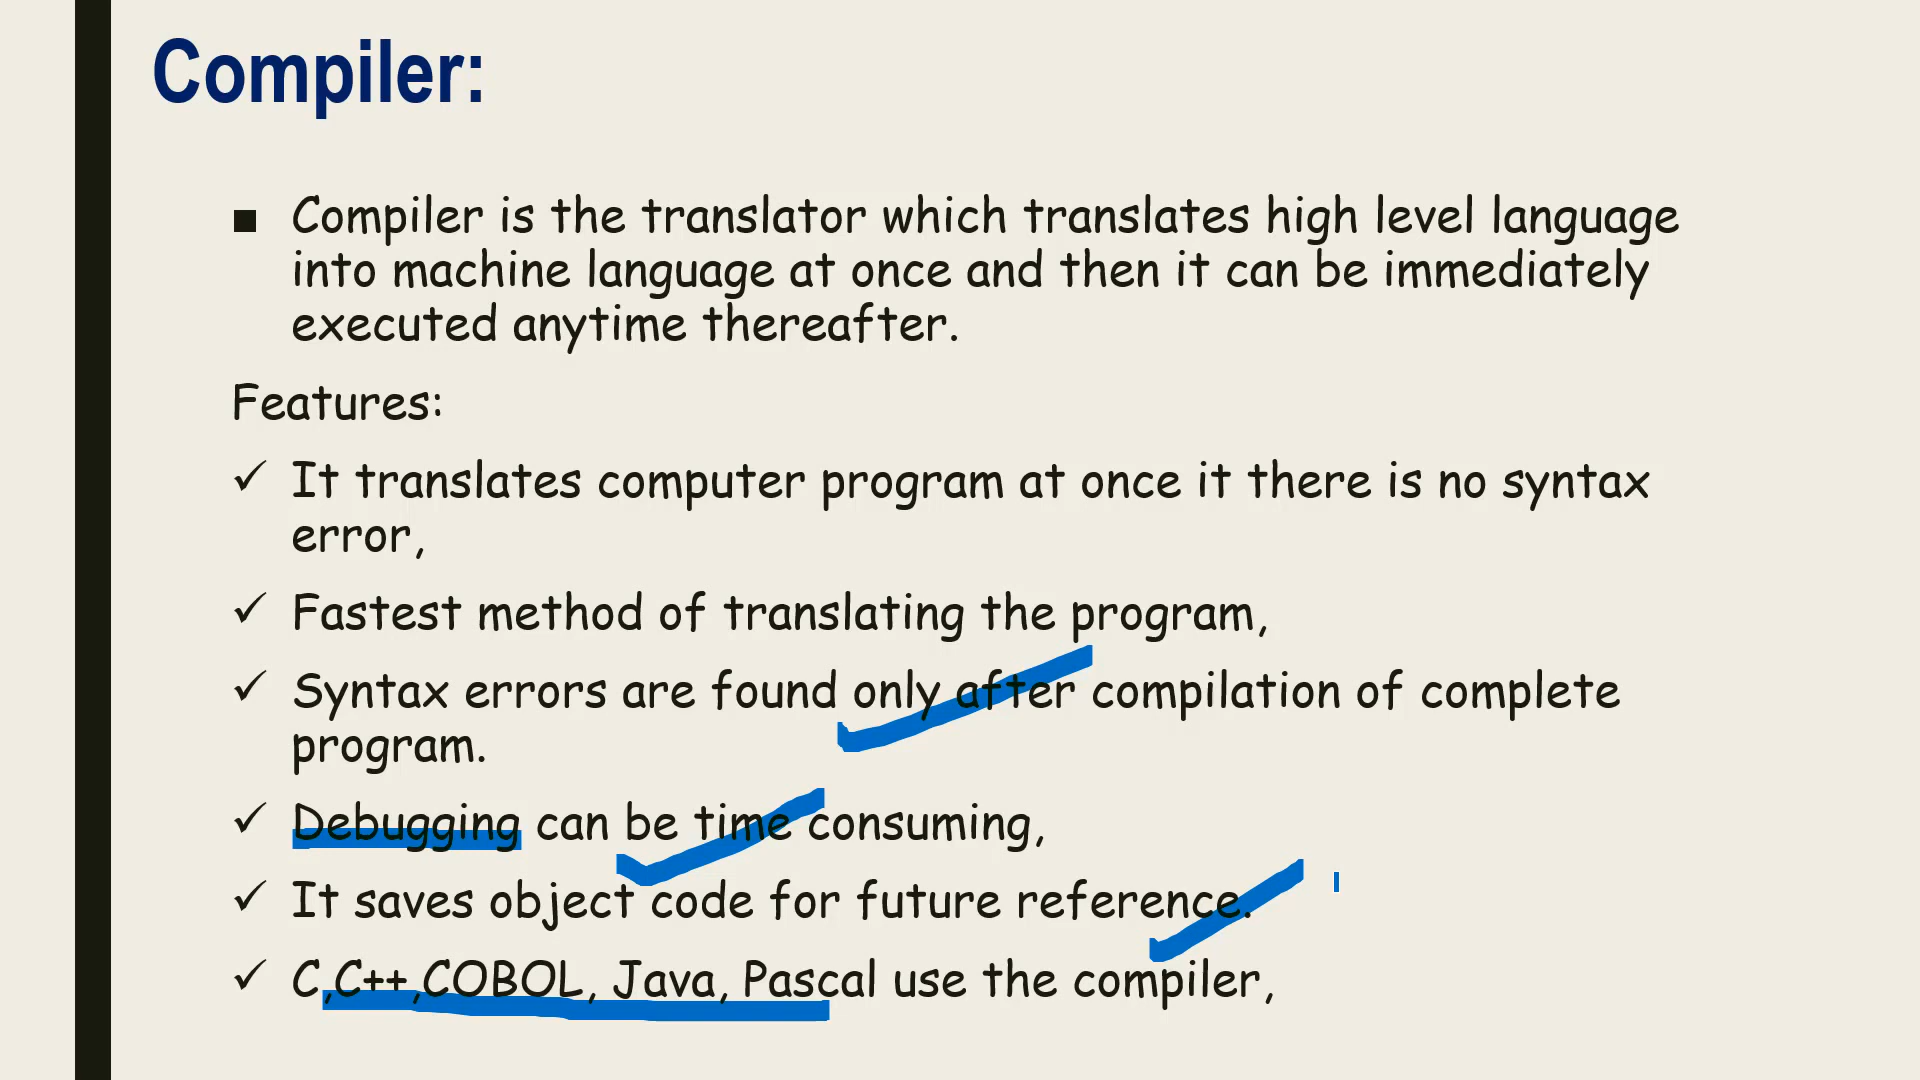 Compiler:
■ Compiler is the translator which translates high level language
into machine language at once and then it can be immediately
executed anytime thereafter.
Features:
✓ It translates computer program at once it there is no syntax
error,
✓ Fastest method of translating the program,
✓ Syntax errors are found only after compilation of complete
program.
✓ Debugging can be time consuming,
✓ It saves object code for future reference.
✓ C,C++,COBOL, Java, Pascal use the compiler,